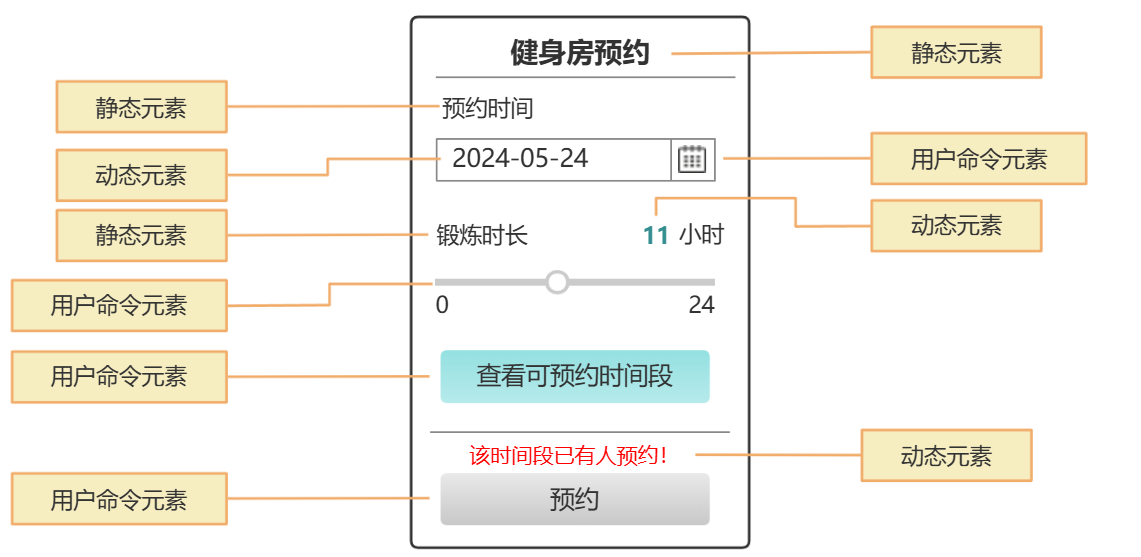 健身房预约
静态元素
静态元素
预约时间
动态元素
2024-05-24
用户命令元素
静态元素
锻炼时长
11 小时
动态元素
用户命令元素
0
24
用户命令元素
查看可预约时间段
该时间段已有人预约！
动态元素
用户命令元素
预约